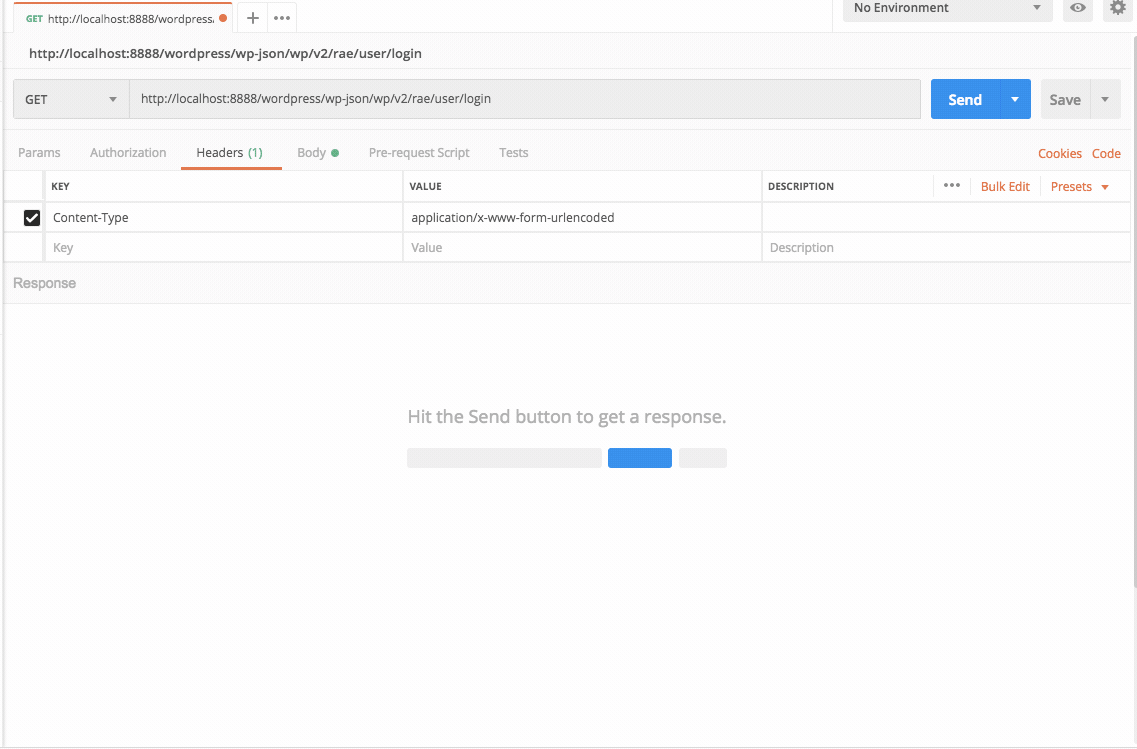 GET http://localhost:8888/wordpress/
No Environment
http://localhost:8888/wordpress/wp-json/wp/v2/rae/user/login
GET http://localhost:8888/wordpress/wp-json/wp/v2/rae/user/login Send Save
Params Authorization Headers (1) Body Pre-request Script Tests Cookies Code
KEY VALUE DESCRIPTION Bulk Edit Presets
Content-Type application/x-www-form-urlencoded
Key Value Description
Response
Hit the Send button to get a response.